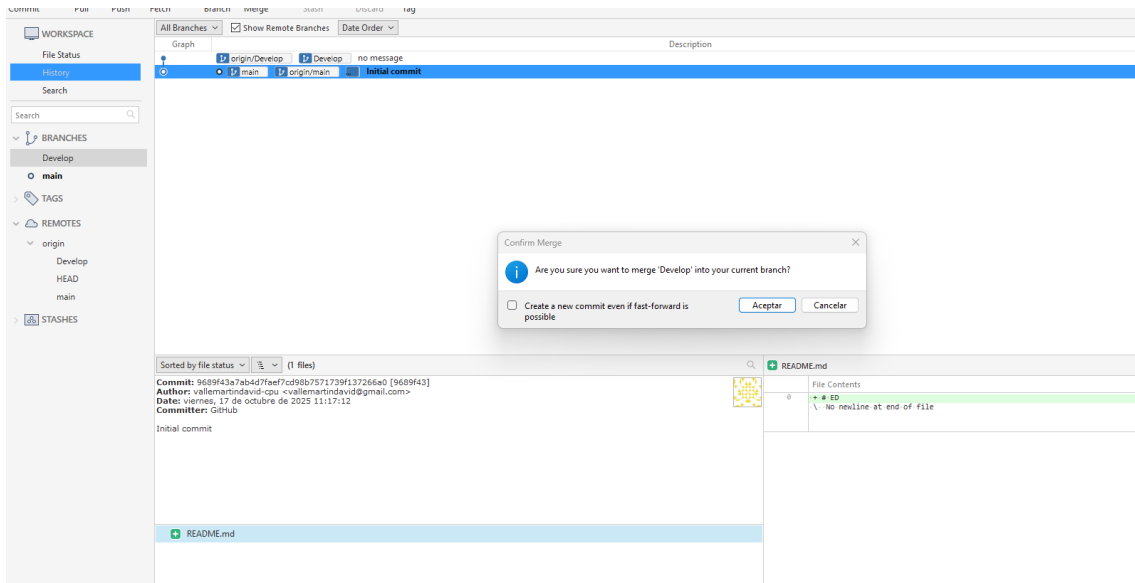 Commit Pull Push Fetch Branch Merge Stash Discard Tag
WORKSPACE
File Status
History
Search
Search
BRANCHES
Develop
main
TAGS
REMOTES
origin
Develop
HEAD
main
STASHES
All Branches Show Remote Branches Date Order
Graph Description
origin/Develop Develop no message
main origin/main Initial commit
Confirm Merge
Are you sure you want to merge 'Develop' into your current branch?
Create a new commit even if fast-forward is
possible
Aceptar Cancelar
Sorted by file status (1 files)
Commit: 9689f43a7ab4d7faef7cd98b7571739f137266a0 [9689f43]
Author: vallemartindavid-cpu <vallemartindavid@gmail.com>
Date: viernes, 17 de octubre de 2025 11:17:12
Committer: GitHub
Initial commit
README.md
README.md
File Contents
0 + # ED
\ No newline at end of file